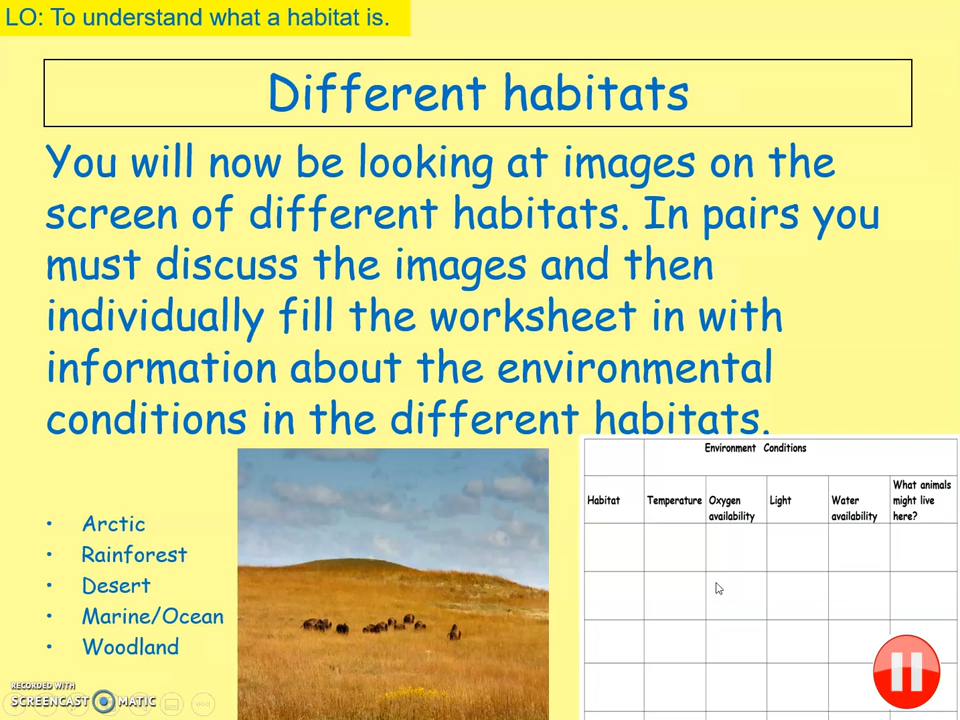 LO: To understand what a habitat is.
Different habitats
You will now be looking at images on the
screen of different habitats. In pairs you
must discuss the images and then
individually fill the worksheet in with
information about the environmental
conditions in the different habitats.
• Arctic
• Rainforest
• Desert
• Marine/Ocean
• Woodland
Environment Conditions
Habitat Temperature Oxygen availability Light Water availability What animals might live here?
RECORDED WITH
SCREENCAST MATIC